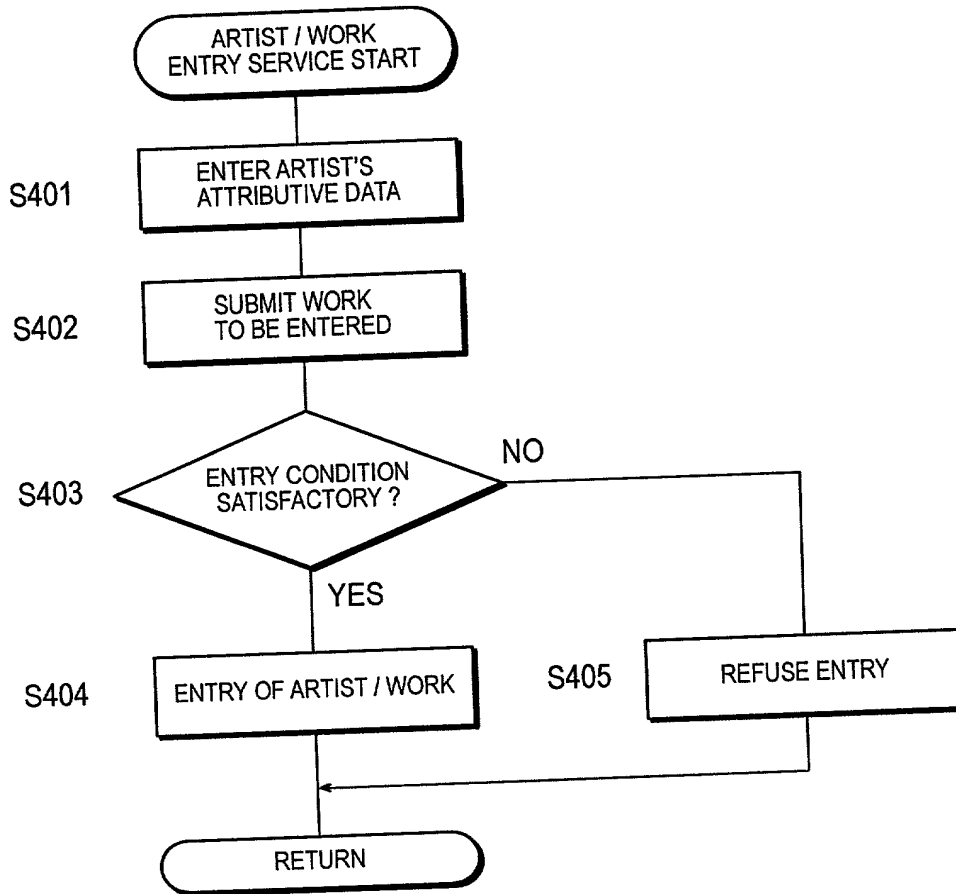 ARTIST / WORK
ENTRY SERVICE START
S401
ENTER ARTIST'S
ATTRIBUTIVE DATA
S402
SUBMIT WORK
TO BE ENTERED
S403
ENTRY CONDITION
SATISFACTORY ?
NO
YES
S404
ENTRY OF ARTIST / WORK
S405
REFUSE ENTRY
RETURN